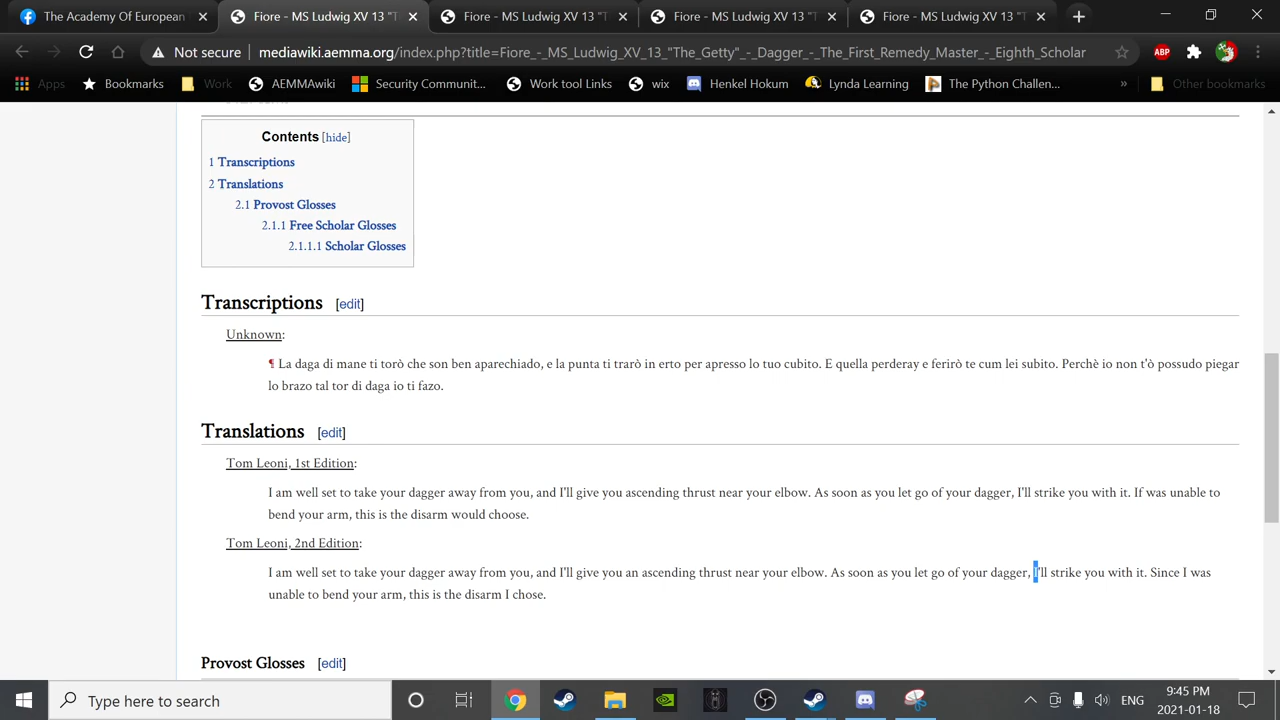 The Academy Of European
Fiore - MS Ludwig XV 13 "T
Fiore - MS Ludwig XV 13 "T
Fiore - MS Ludwig XV 13 "T
Fiore - MS Ludwig XV 13 "T
Not secure
mediawiki.aemma.org/index.php?title=Fiore_-_MS_Ludwig_XV_13_"The_Getty"_-_Dagger_-_The_First_Remedy_Master_-_Eighth_Scholar
ABP
Apps
Bookmarks
Work
AEMMAwiki
Security Communit...
Work tool Links
wix
Henkel Hokum
Lynda Learning
The Python Challen...
»
Other bookmarks
Contents [hide]
1 Transcriptions
2 Translations
2.1 Provost Glosses
2.1.1 Free Scholar Glosses
2.1.1.1 Scholar Glosses
Transcriptions [edit]
Unknown:
¶ La daga di mane ti torò che son ben aparechiado, e la punta ti trarò in erto per apresso lo tuo cubito. E quella perderay e ferirò te cum lei subito. Perchè io non t'ò possudo piegar
lo brazo tal tor di daga io ti fazo.
Translations [edit]
Tom Leoni, 1st Edition:
I am well set to take your dagger away from you, and I'll give you ascending thrust near your elbow. As soon as you let go of your dagger, I'll strike you with it. If was unable to
bend your arm, this is the disarm would choose.
Tom Leoni, 2nd Edition:
I am well set to take your dagger away from you, and I'll give you an ascending thrust near your elbow. As soon as you let go of your dagger, I'll strike you with it. Since I was
unable to bend your arm, this is the disarm I chose.
Provost Glosses [edit]
Type here to search
ENG
9:45 PM
2021-01-18